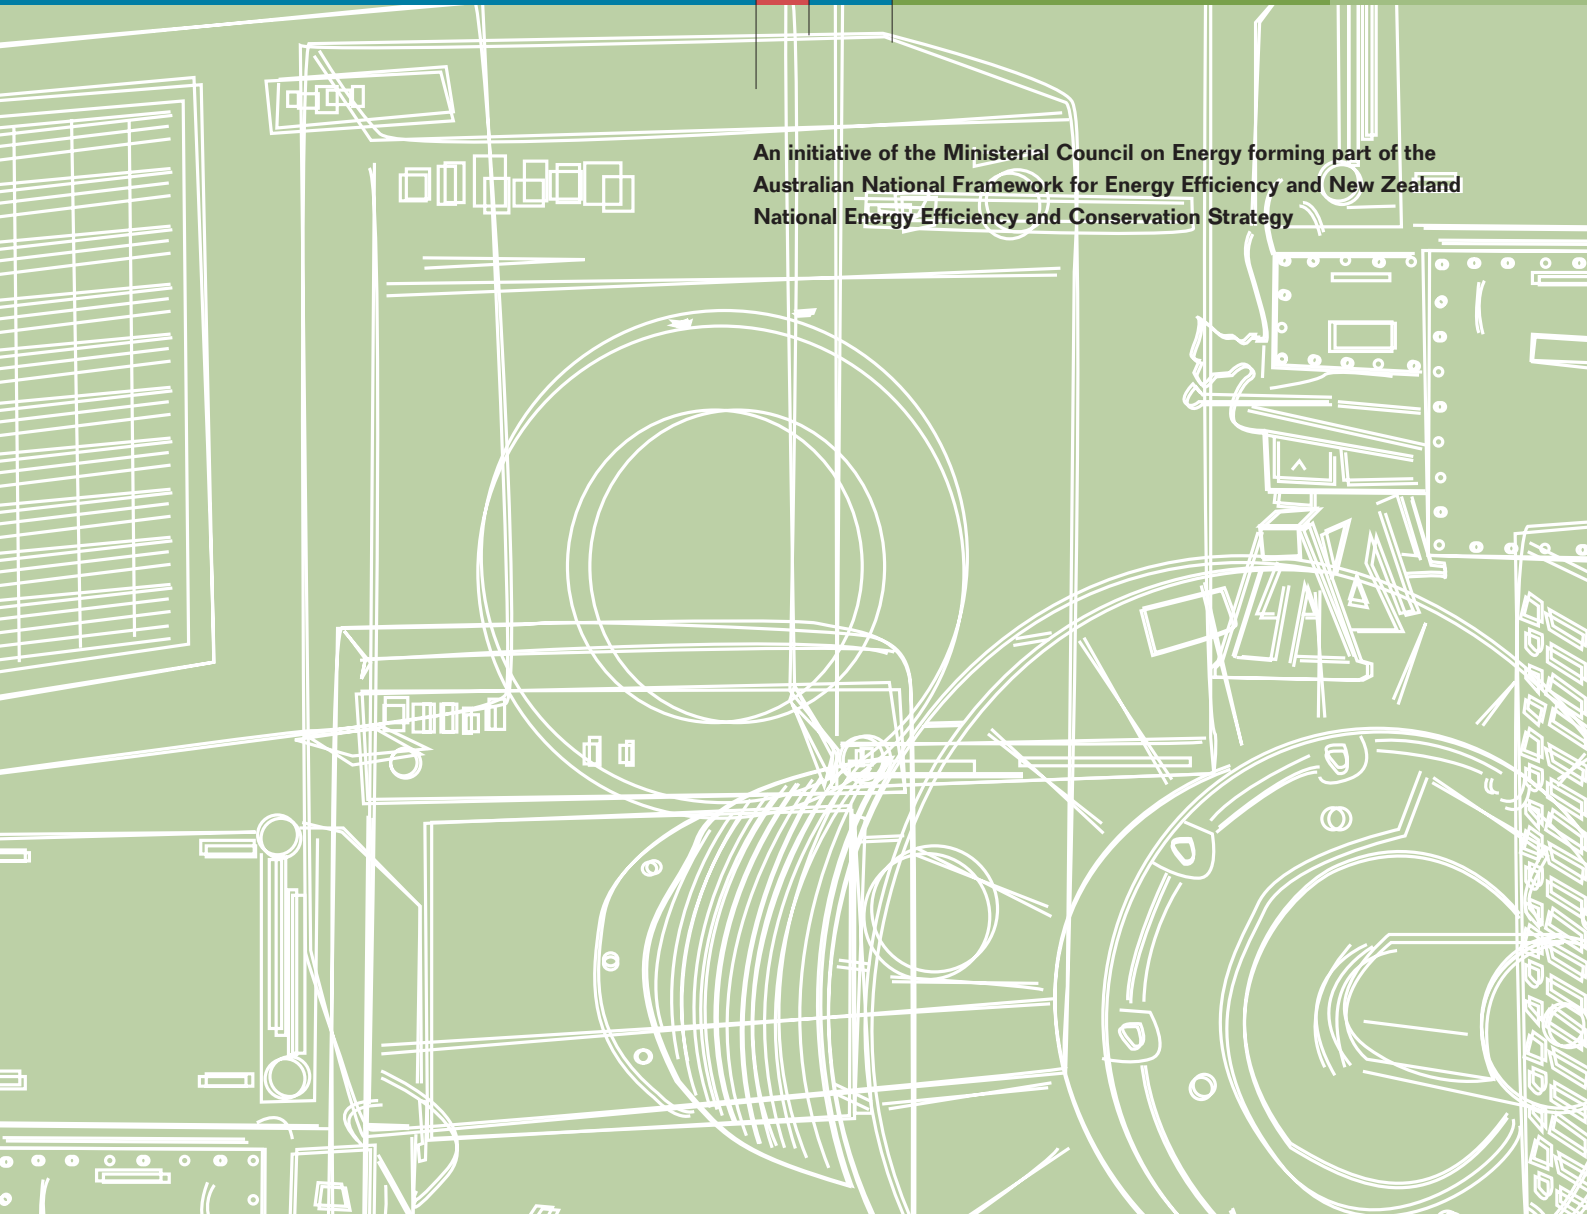 An initiative of the Ministerial Council on Energy forming part of the
Australian National Framework for Energy Efficiency and New Zealand
National Energy Efficiency and Conservation Strategy